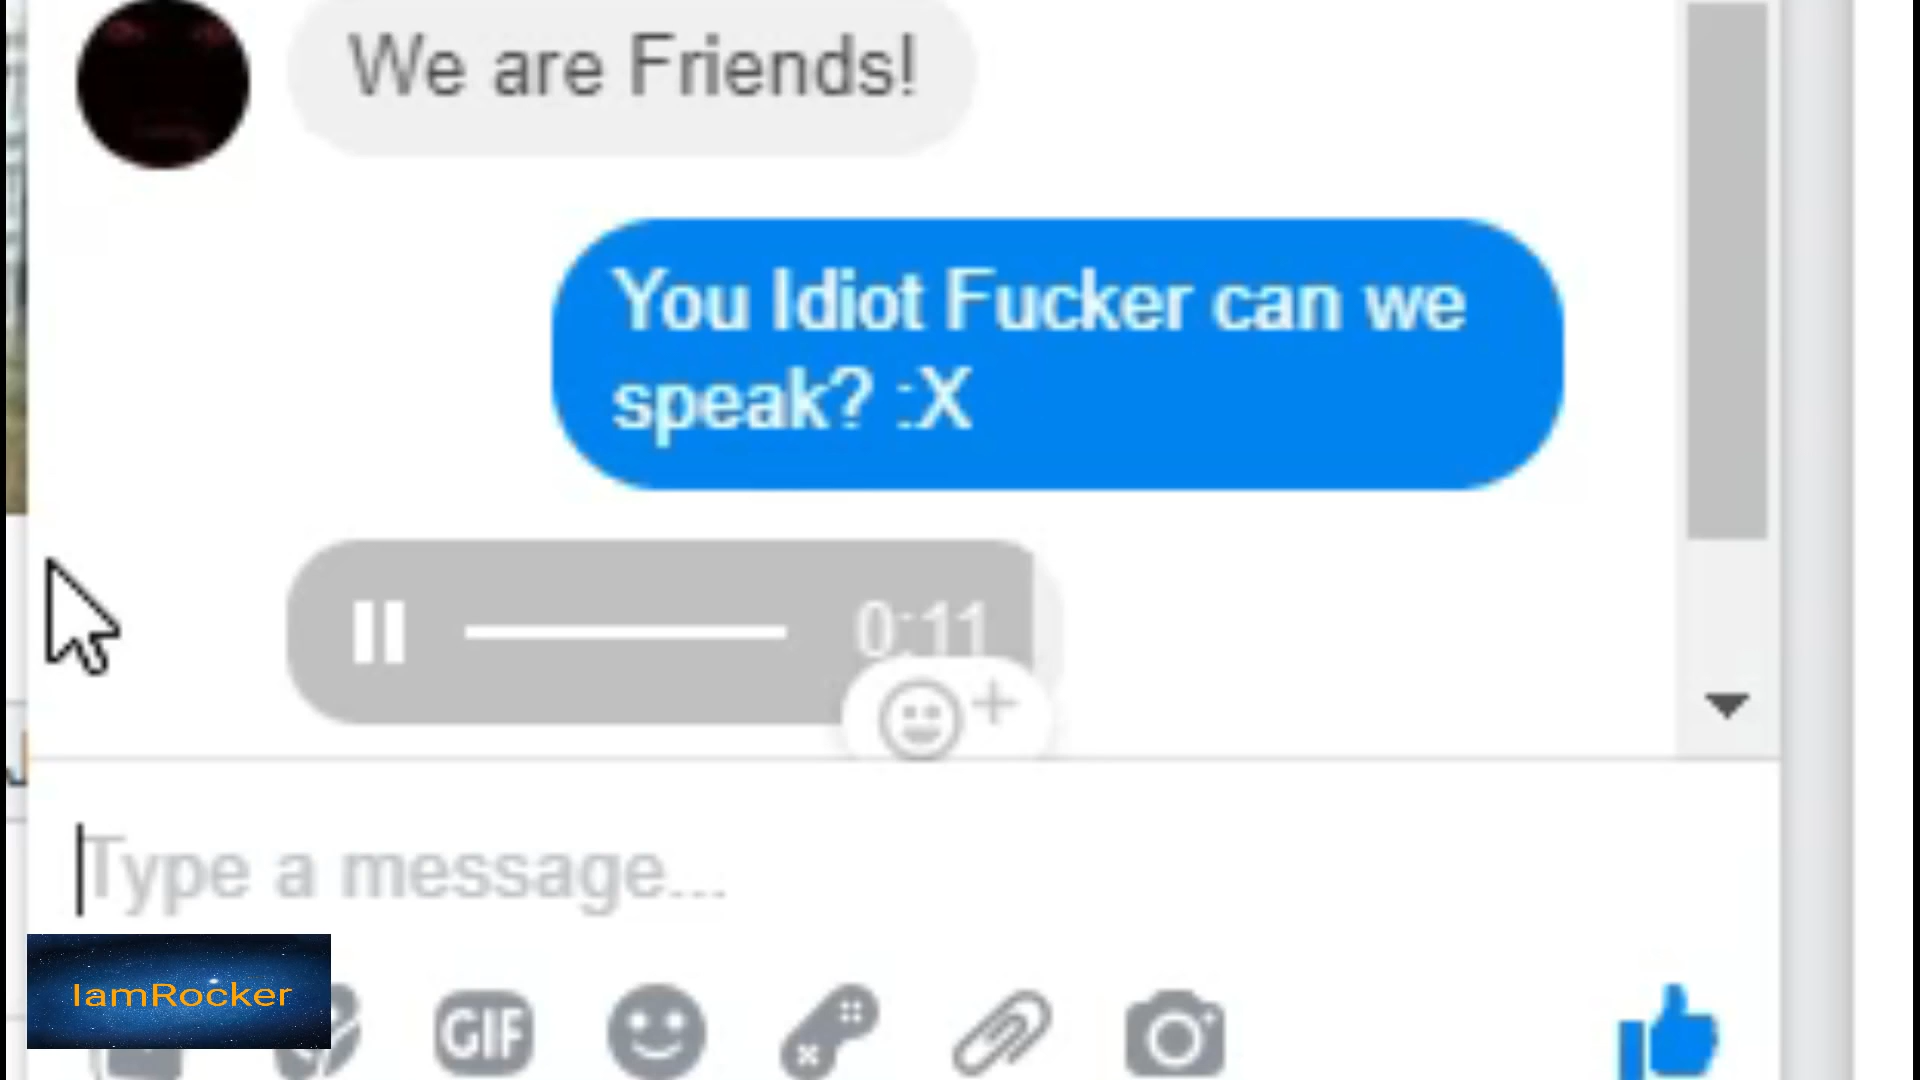 We are Friends!
You Idiot Fucker can we
speak? :X
0:11
Type a message...
IamRocker
GIF